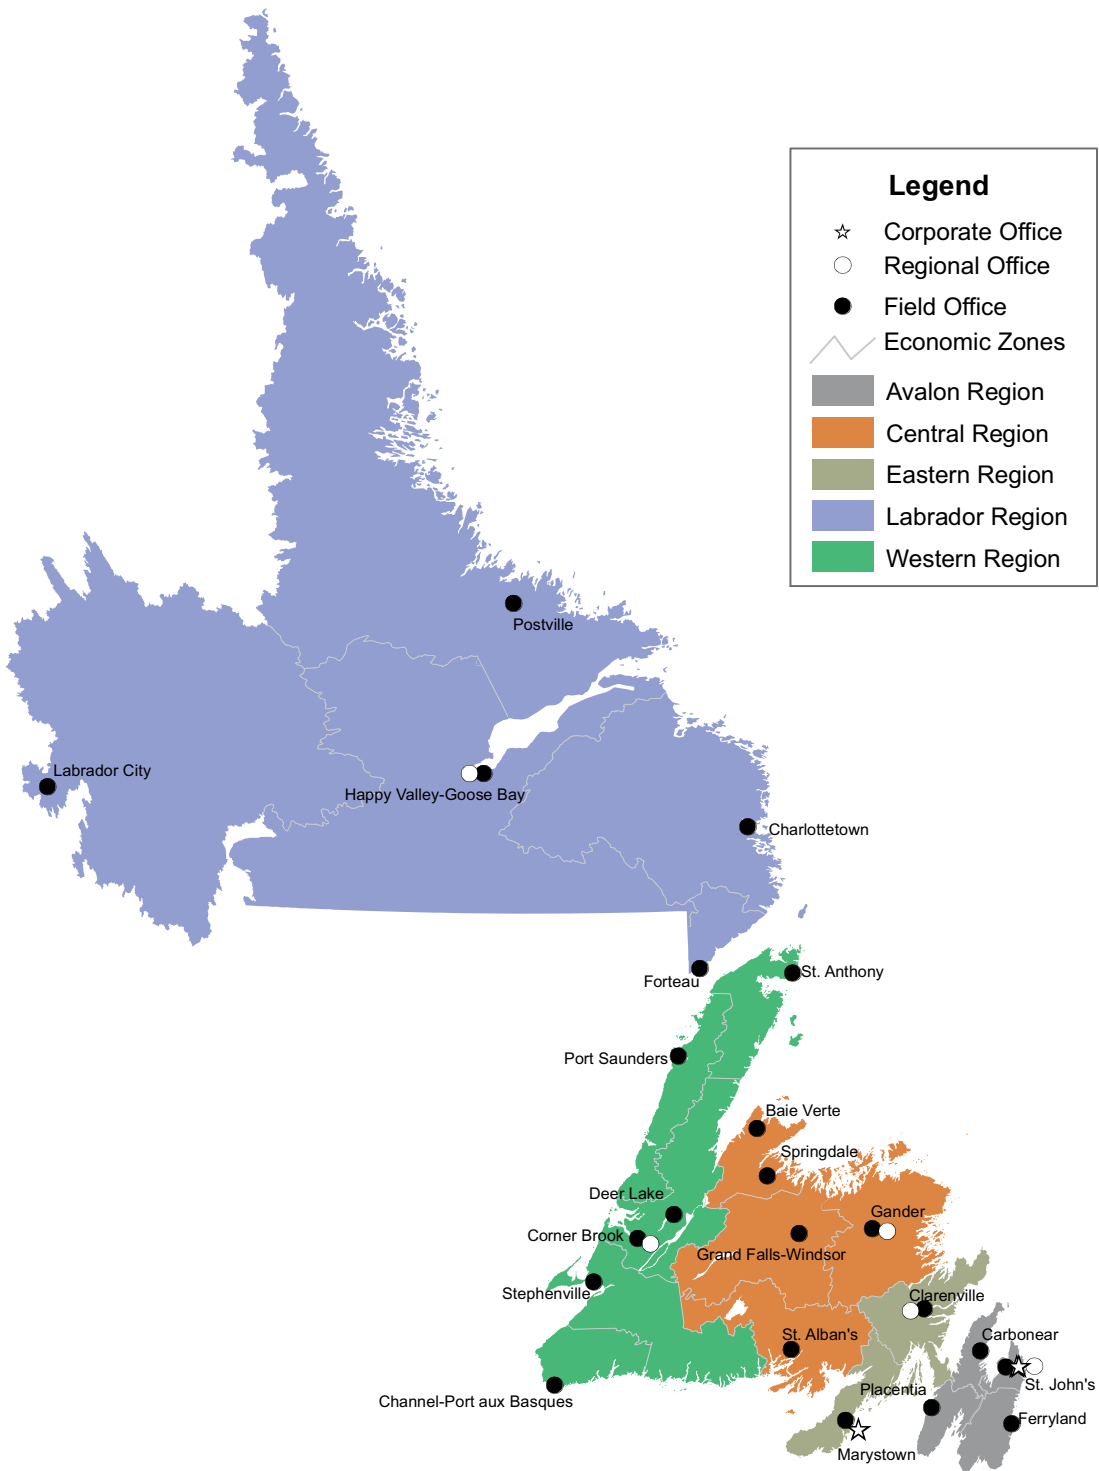 Legend
Corporate Office
Regional Office
Field Office
Economic Zones
Avalon Region
Central Region
Eastern Region
Labrador Region
Western Region
Postville
Labrador City
Happy Valley-Goose Bay
Charlottetown
Forteau
St. Anthony
Port Saunders
Baie Verte
Springdale
Deer Lake
Gander
Corner Brook
Grand Falls-Windsor
Stephenville
Clarenville
St. Alban's
Carbonear
St. John's
Placentia
Channel-Port aux Basques
Ferryland
Marystown